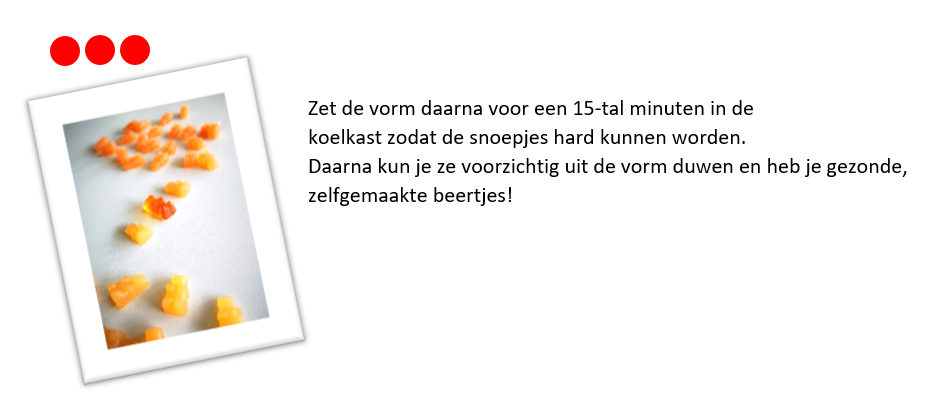 Zet de vorm daarna voor een 15-tal minuten in de
koelkast zodat de snoepjes hard kunnen worden.
Daarna kun je ze voorzichtig uit de vorm duwen en heb je gezonde,
zelfgemaakte beertjes!